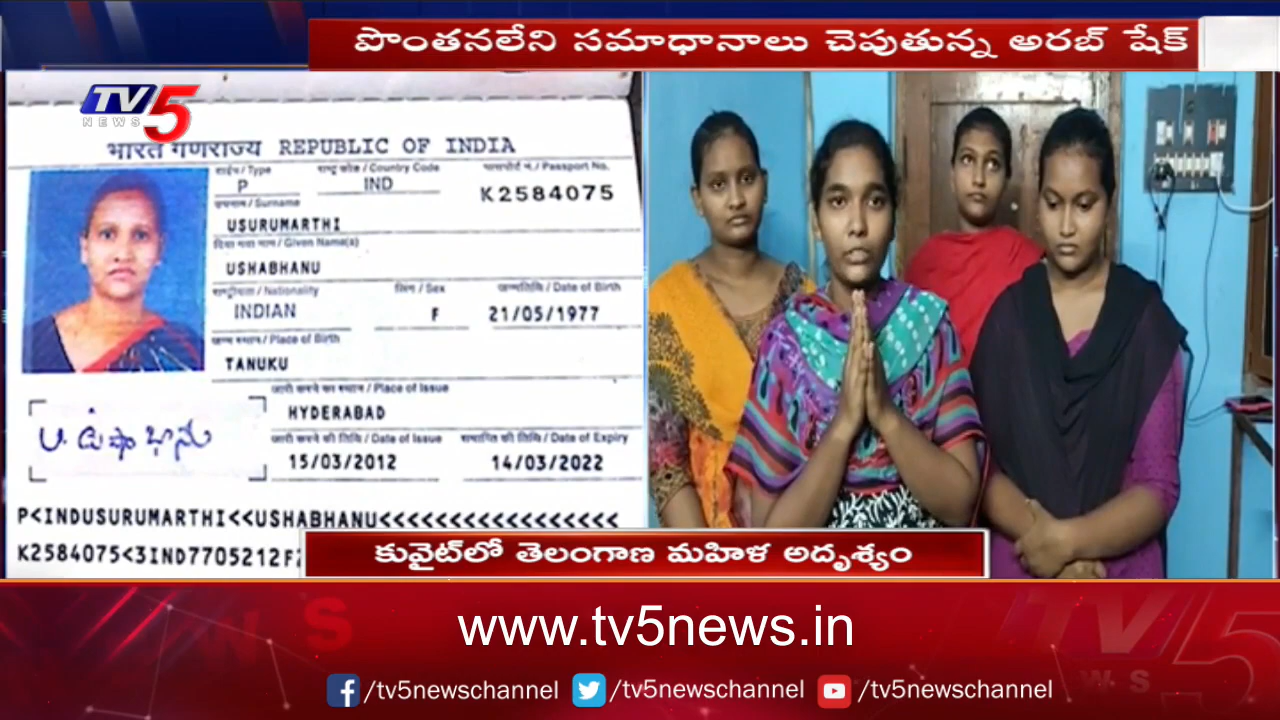 పొంతనలేని సమాధానాలు చెపుతున్న అరబ్ షేక్
TV5
NEWS
भारत गणराज्य REPUBLIC OF INDIA
टाईप / Type
राष्ट्र कोड / Country Code
पासपोर्ट नं. / Passport No.
P
IND
K2584075
उपनाम / Surname
USURUMARTHI
दिया गया नाम / Given Name(s)
USHABHANU
राष्ट्रीयता / Nationality
लिंग / Sex
जन्मतिथि / Date of Birth
INDIAN
F
21/05/1977
जन्म स्थान / Place of Birth
TANUKU
जारी करने का स्थान / Place of Issue
HYDERABAD
ఉ. ఉషా భాను
जारी करने की तिथि / Date of Issue
समाप्ति की तिथि / Date of Expiry
15/03/2012
14/03/2022
P<INDUSURUMARTHI<<USHABHANU<<<<<<<<<<<<<<<<<
K2584075<3IND7705212F2
కువైట్‌లో తెలంగాణ మహిళ అదృశ్యం
www.tv5news.in
/tv5newschannel
/tv5newschannel
/tv5newschannel